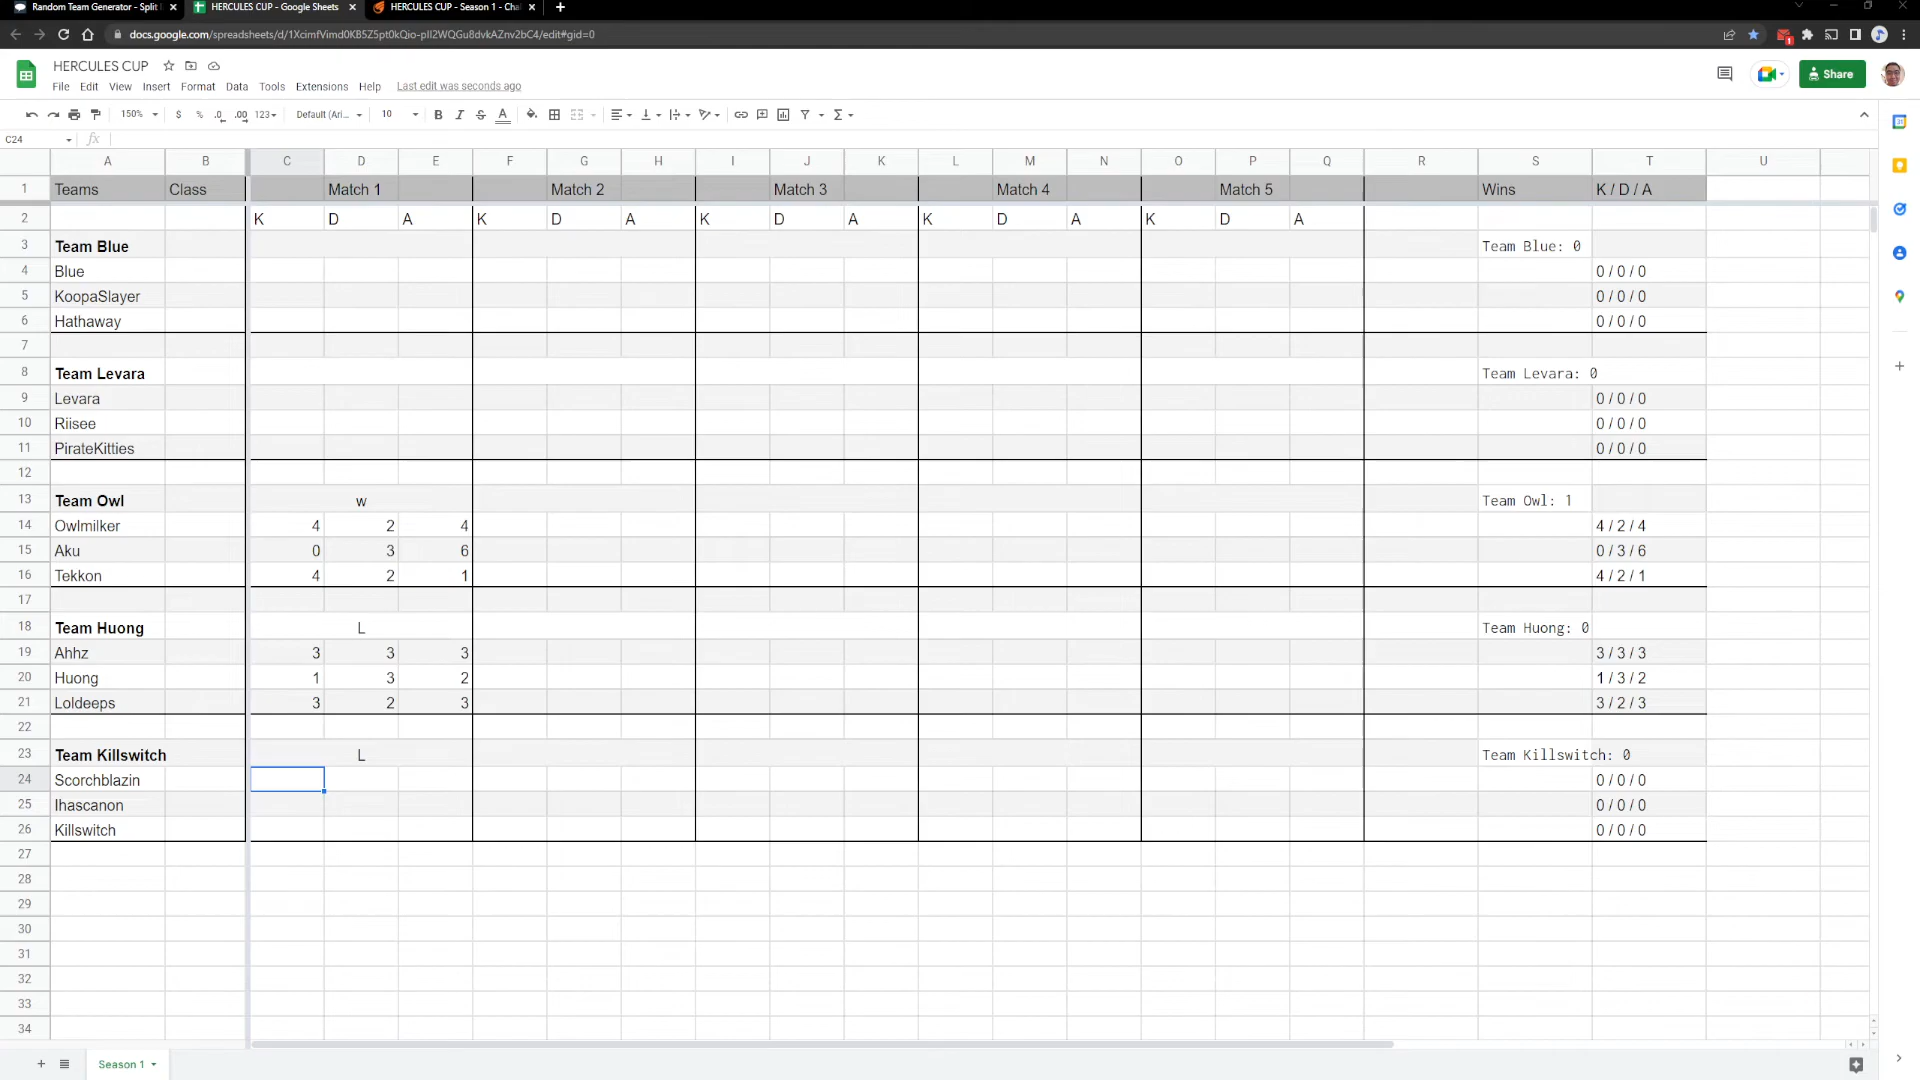 Random Team Generator - Split HERCULES CUP - Google Sheets HERCULES CUP - Season 1 - Cha
docs.google.com/spreadsheets/d/1XcimfVimd0KB5Z5pt0kQio-pII2WQGu8dvkAZnv2bC4/edit#gid=0
HERCULES CUP
File Edit View Insert Format Data Tools Extensions Help Last edit was seconds ago
Share
150% $ % .0 .00 123 Default (Ari... 10 B I S A
C24 fx
A B C D E F G H I J K L M N O P Q R S T U
1 Teams Class Match 1 Match 2 Match 3 Match 4 Match 5 Wins K / D / A
2 K D A K D A K D A K D A K D A
3 Team Blue Team Blue: 0
4 Blue 0 / 0 / 0
5 KoopaSlayer 0 / 0 / 0
6 Hathaway 0 / 0 / 0
7
8 Team Levara Team Levara: 0
9 Levara 0 / 0 / 0
10 Riisee 0 / 0 / 0
11 PirateKitties 0 / 0 / 0
12
13 Team Owl w Team Owl: 1
14 Owlmilker 4 2 4 4 / 2 / 4
15 Aku 0 3 6 0 / 3 / 6
16 Tekkon 4 2 1 4 / 2 / 1
17
18 Team Huong L Team Huong: 0
19 Ahhz 3 3 3 3 / 3 / 3
20 Huong 1 3 2 1 / 3 / 2
21 Loldeeps 3 2 3 3 / 2 / 3
22
23 Team Killswitch L Team Killswitch: 0
24 Scorchblazin 0 / 0 / 0
25 Ihascanon 0 / 0 / 0
26 Killswitch 0 / 0 / 0
27
28
29
30
31
32
33
34
Season 1